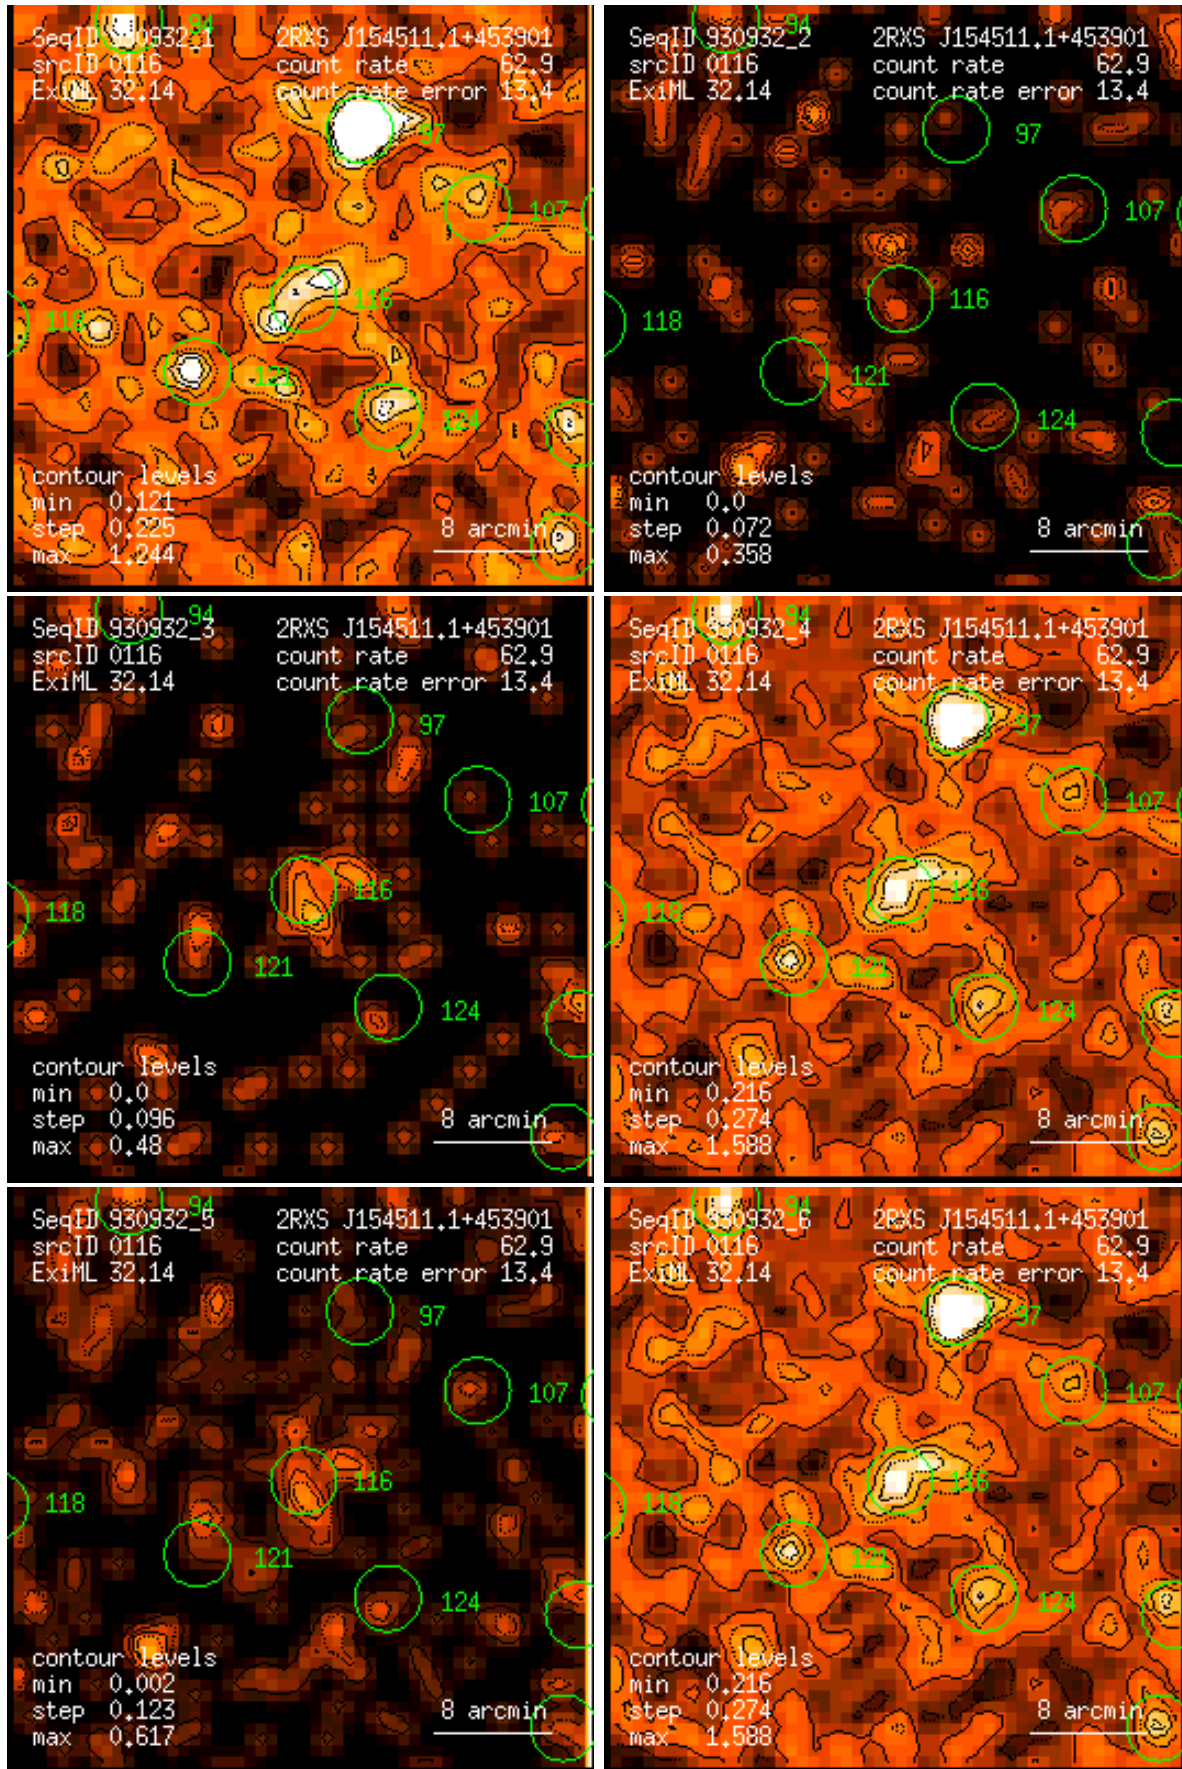 94
SeqID 930932_1 2RXS J154511.1+453901
srcID 0116 count rate 62.9
ExiML 32.14 count rate error 13.4
97
107
116
118
121
124
contour levels
min 0.121
step 0.225 8 arcmin
max 1.244
94
SeqID 930932_2 2RXS J154511.1+453901
srcID 0116 count rate 62.9
ExiML 32.14 count rate error 13.4
97
107
116
118
121
124
contour levels
min 0.0
step 0.072 8 arcmin
max 0.358
94
SeqID 930932_3 2RXS J154511.1+453901
srcID 0116 count rate 62.9
ExiML 32.14 count rate error 13.4
97
107
116
118
121
124
contour levels
min 0.0
step 0.096 8 arcmin
max 0.48
94
SeqID 930932_4 2RXS J154511.1+453901
srcID 0116 count rate 62.9
ExiML 32.14 count rate error 13.4
97
107
116
118
121
124
contour levels
min 0.216
step 0.274 8 arcmin
max 1.588
94
SeqID 930932_5 2RXS J154511.1+453901
srcID 0116 count rate 62.9
ExiML 32.14 count rate error 13.4
97
107
116
118
121
124
contour levels
min 0.002
step 0.123 8 arcmin
max 0.617
94
SeqID 930932_6 2RXS J154511.1+453901
srcID 0116 count rate 62.9
ExiML 32.14 count rate error 13.4
97
107
116
118
121
124
contour levels
min 0.216
step 0.274 8 arcmin
max 1.588